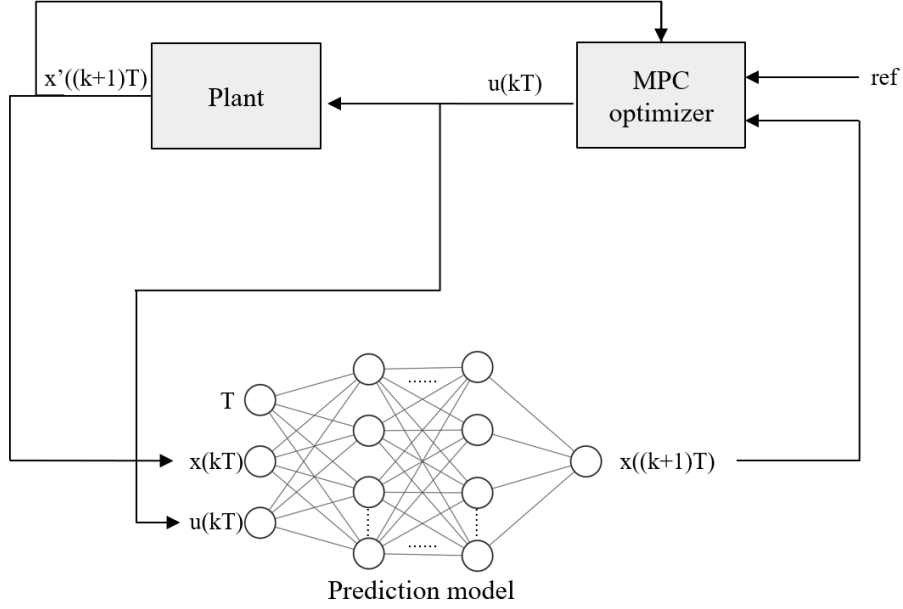 x’((k+1)T)
Plant
u(kT)
MPC
optimizer
ref
T
......
x(kT)
x((k+1)T)
u(kT)
......
Prediction model